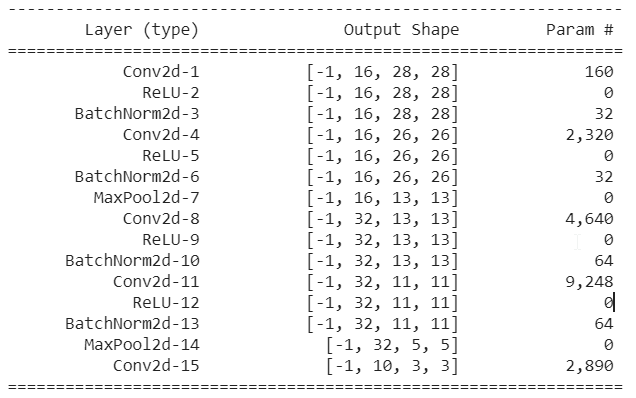 ----------------------------------------------------------------
Layer (type) Output Shape Param #
================================================================
Conv2d-1 [-1, 16, 28, 28] 160
ReLU-2 [-1, 16, 28, 28] 0
BatchNorm2d-3 [-1, 16, 28, 28] 32
Conv2d-4 [-1, 16, 26, 26] 2,320
ReLU-5 [-1, 16, 26, 26] 0
BatchNorm2d-6 [-1, 16, 26, 26] 32
MaxPool2d-7 [-1, 16, 13, 13] 0
Conv2d-8 [-1, 32, 13, 13] 4,640
ReLU-9 [-1, 32, 13, 13] 0
BatchNorm2d-10 [-1, 32, 13, 13] 64
Conv2d-11 [-1, 32, 11, 11] 9,248
ReLU-12 [-1, 32, 11, 11] 0
BatchNorm2d-13 [-1, 32, 11, 11] 64
MaxPool2d-14 [-1, 32, 5, 5] 0
Conv2d-15 [-1, 10, 3, 3] 2,890
================================================================